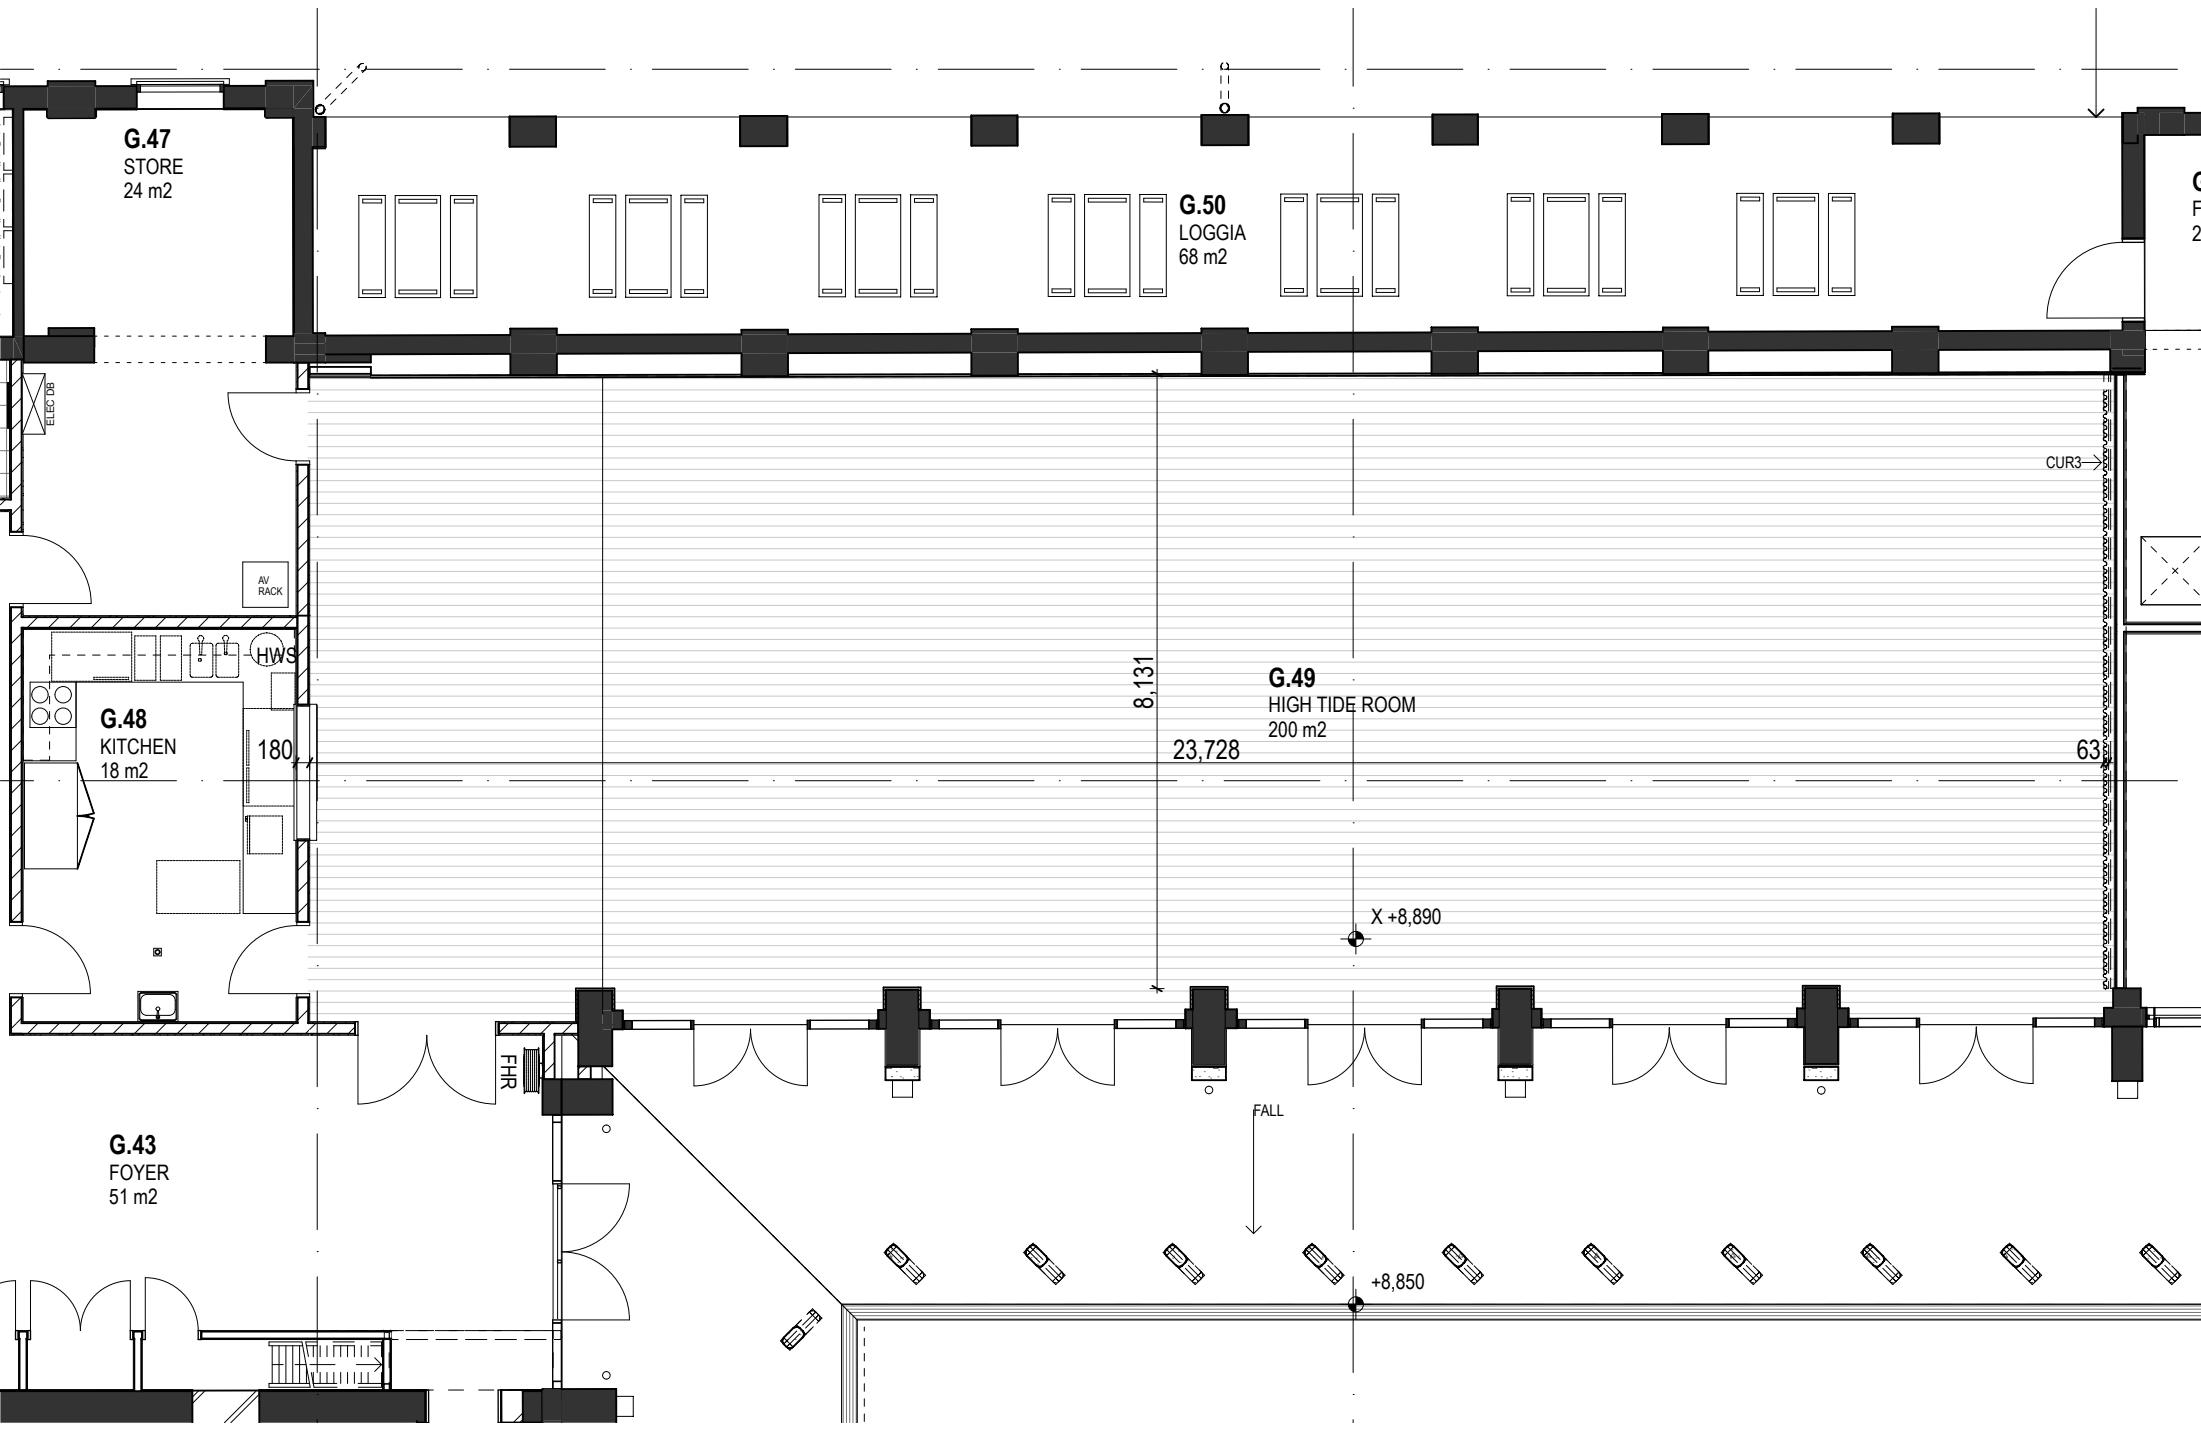 G.47
STORE
24 m2
G.50
LOGGIA
68 m2
ELEC DB
CUR3
AV
RACK
HWS
G.48
KITCHEN
18 m2
180
8,131
G.49
HIGH TIDE ROOM
200 m2
23,728
63
X +8,890
FHR
FALL
G.43
FOYER
51 m2
+8,850